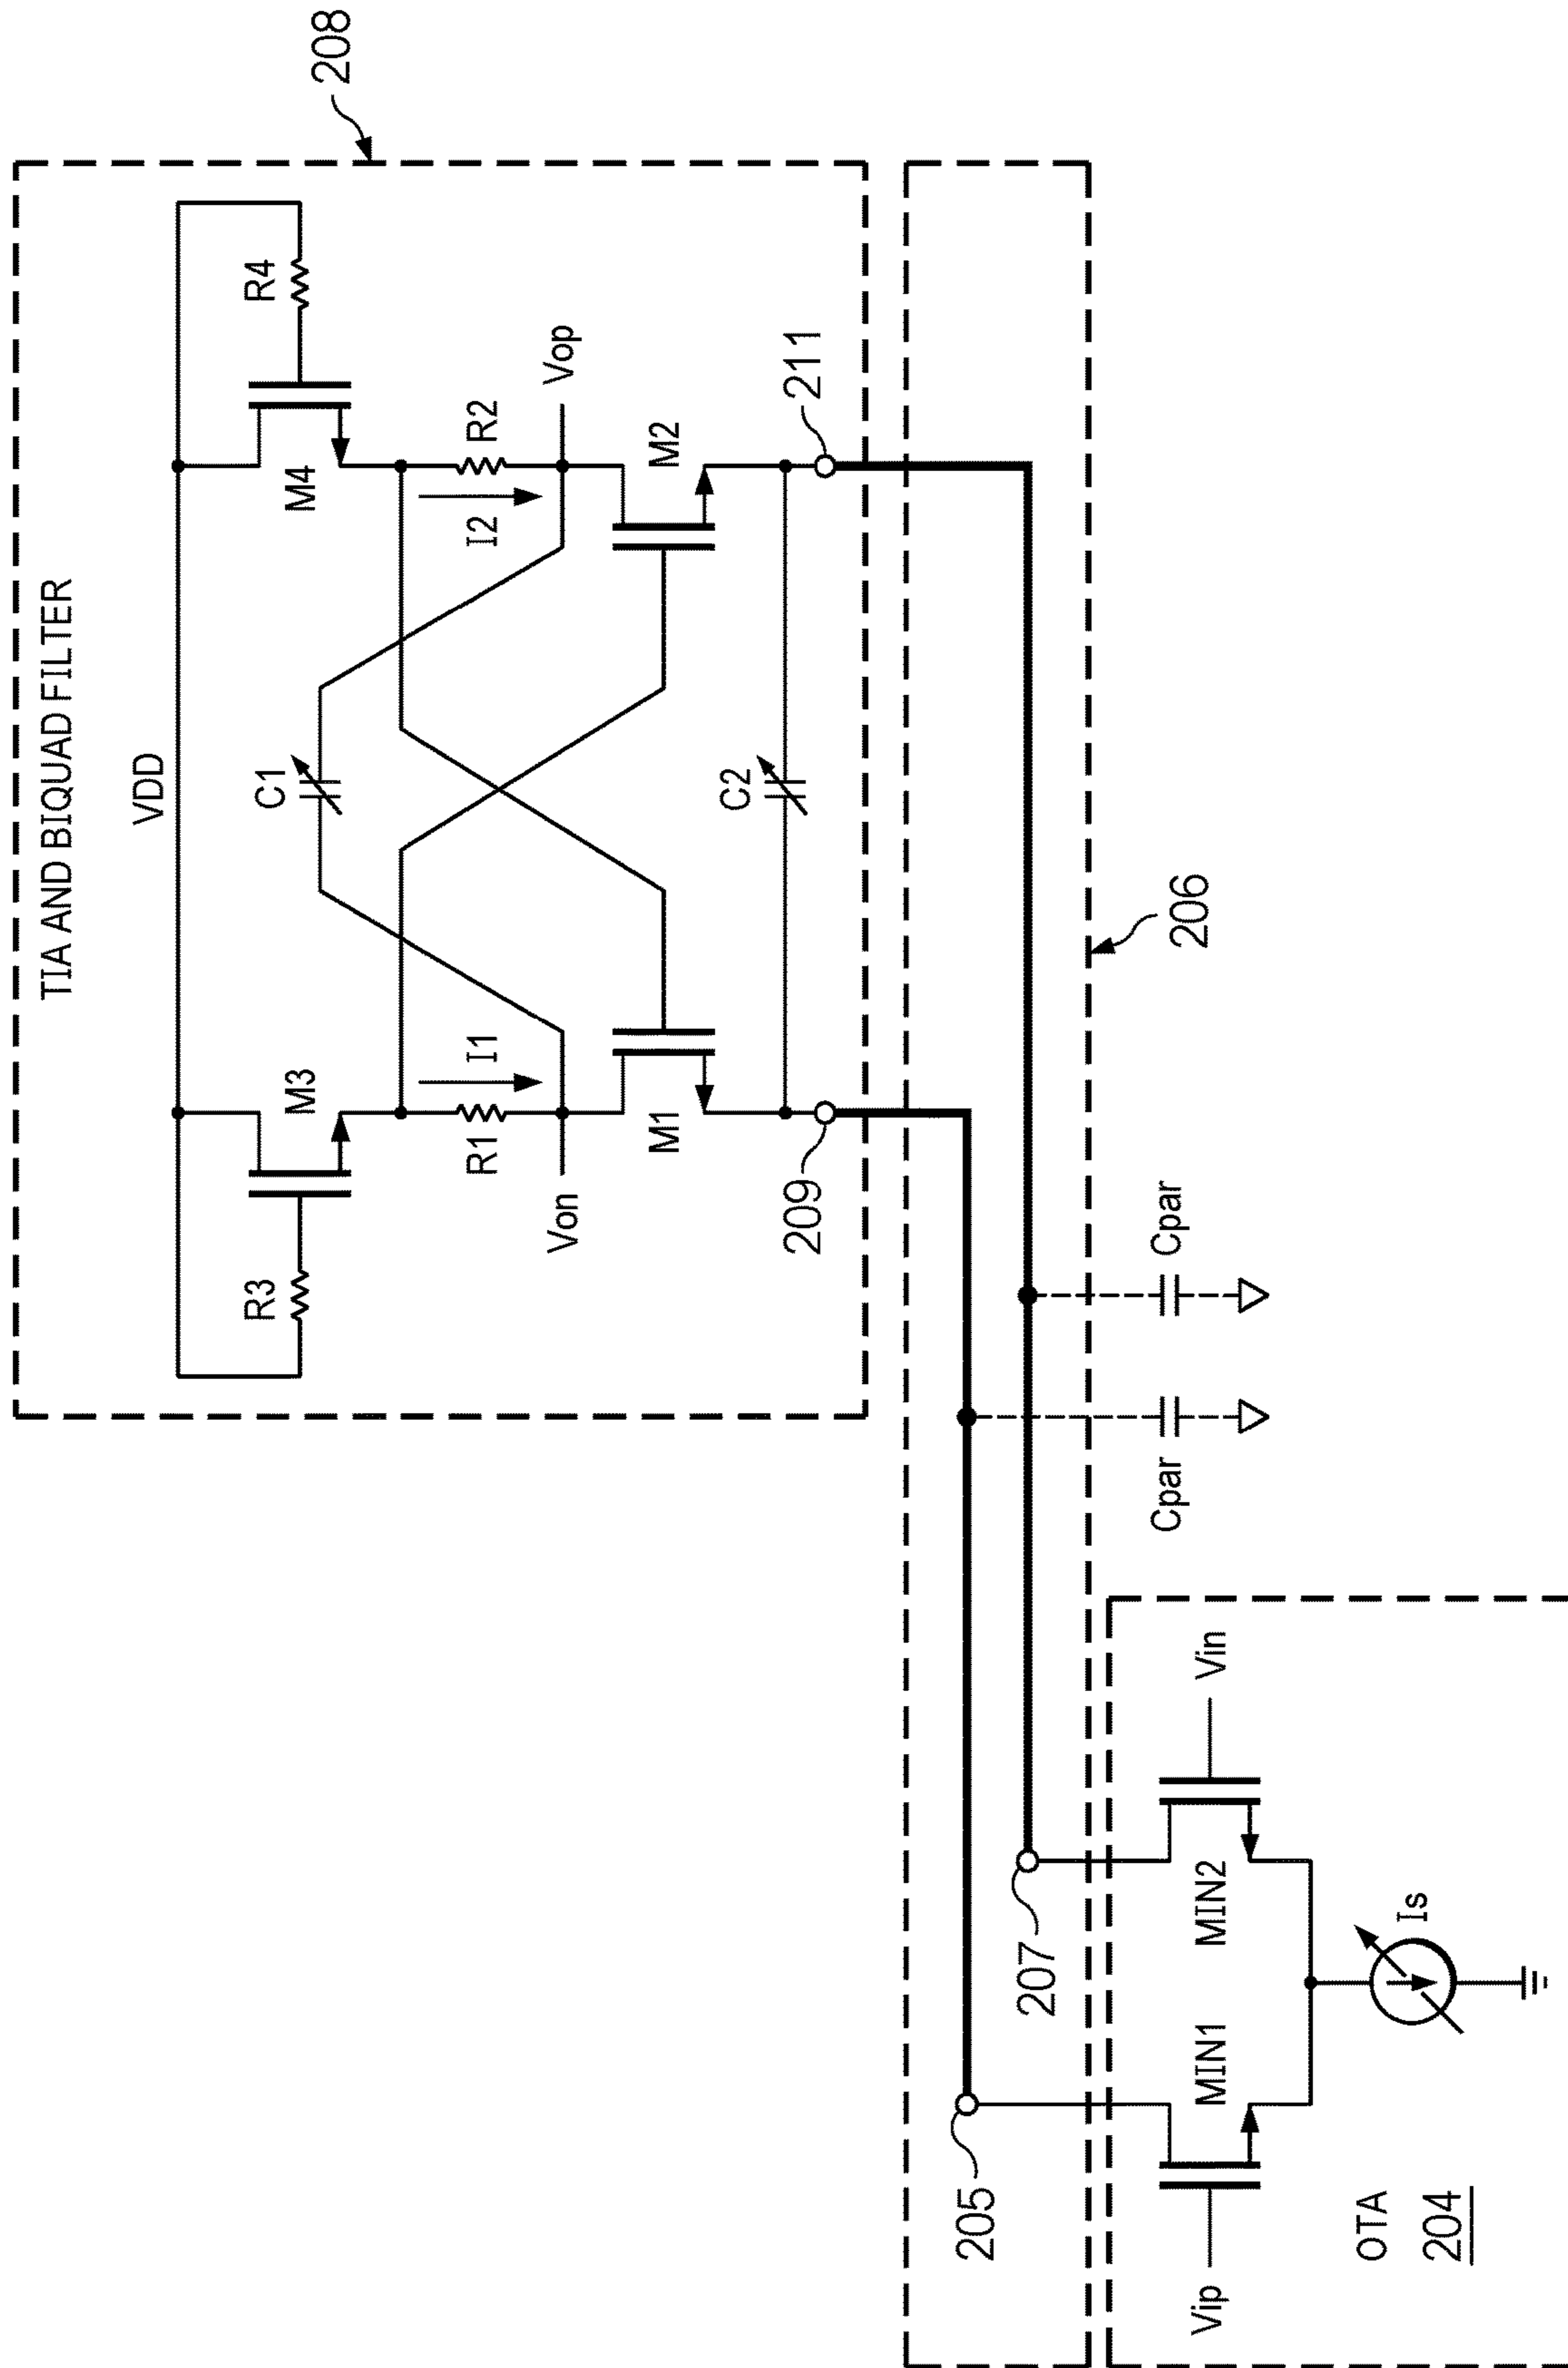 TIA AND BIQUAD FILTER
208
VDD
R3
M3
M4
R4
C1
R1
I1
I2
R2
Von
Vop
M1
M2
C2
209
211
206
Cpar
Cpar
205
207
Vip
MIN1
MIN2
Vin
Is
OTA
204